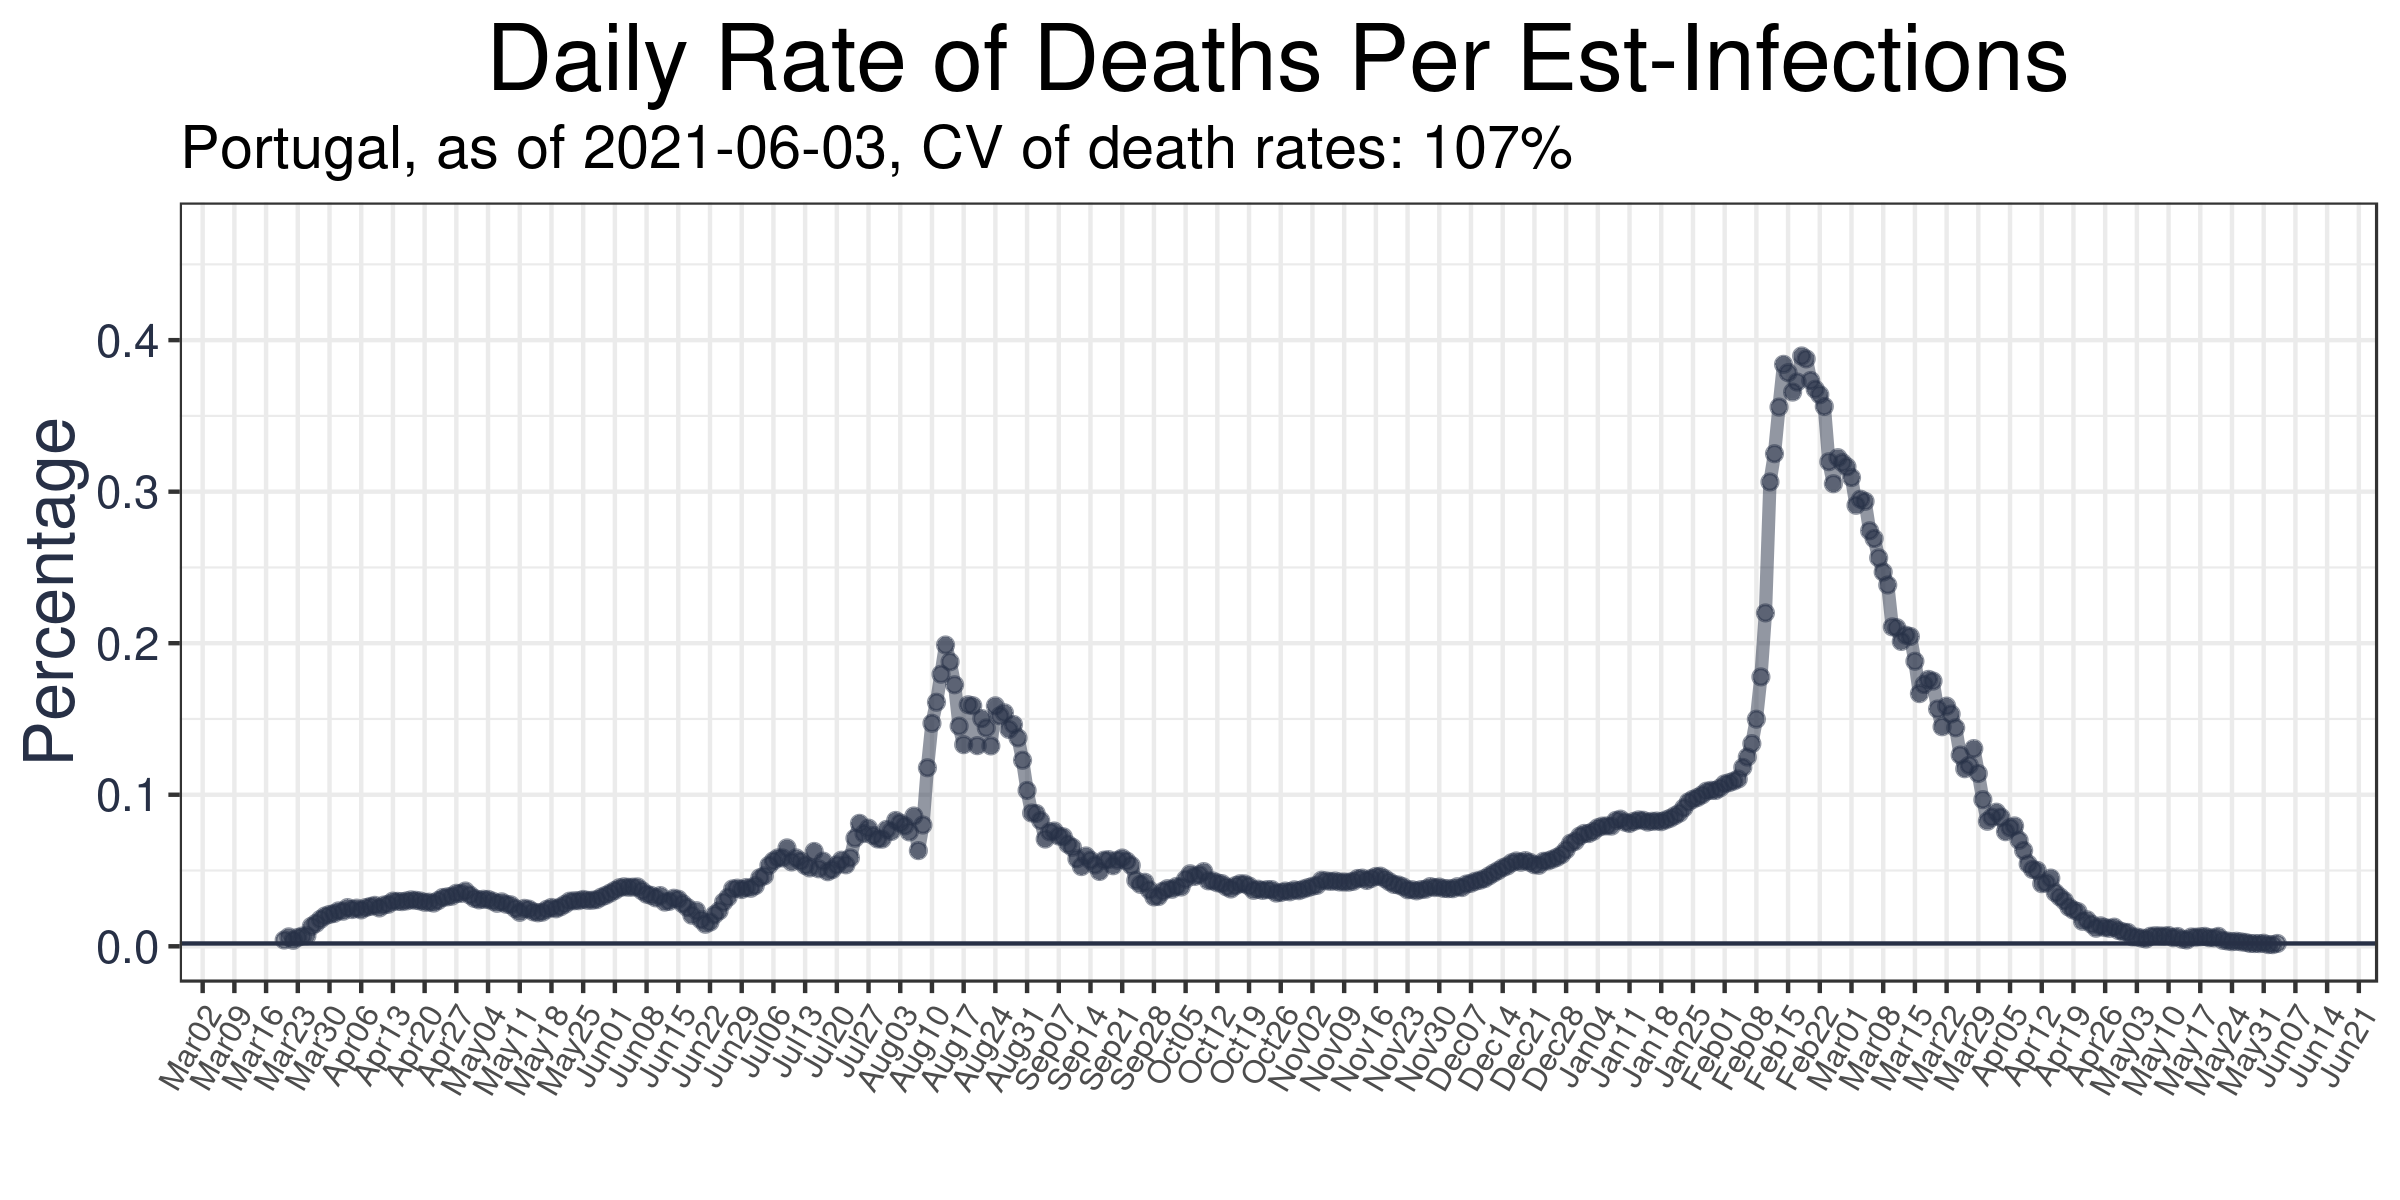 Daily Rate of Deaths Per Est-Infections
Portugal, as of 2021-06-03, CV of death rates: 107%
Percentage
0.4
0.3
0.2
0.1
0.0
Mar02
Mar09
Mar16
Mar23
Mar30
Apr06
Apr13
Apr20
Apr27
May04
May11
May18
May25
Jun01
Jun08
Jun15
Jun22
Jun29
Jul06
Jul13
Jul20
Jul27
Aug03
Aug10
Aug17
Aug24
Aug31
Sep07
Sep14
Sep21
Sep28
Oct05
Oct12
Oct19
Oct26
Nov02
Nov09
Nov16
Nov23
Nov30
Dec07
Dec14
Dec21
Dec28
Jan04
Jan11
Jan18
Jan25
Feb01
Feb08
Feb15
Feb22
Mar01
Mar08
Mar15
Mar22
Mar29
Apr05
Apr12
Apr19
Apr26
May03
May10
May17
May24
May31
Jun07
Jun14
Jun21